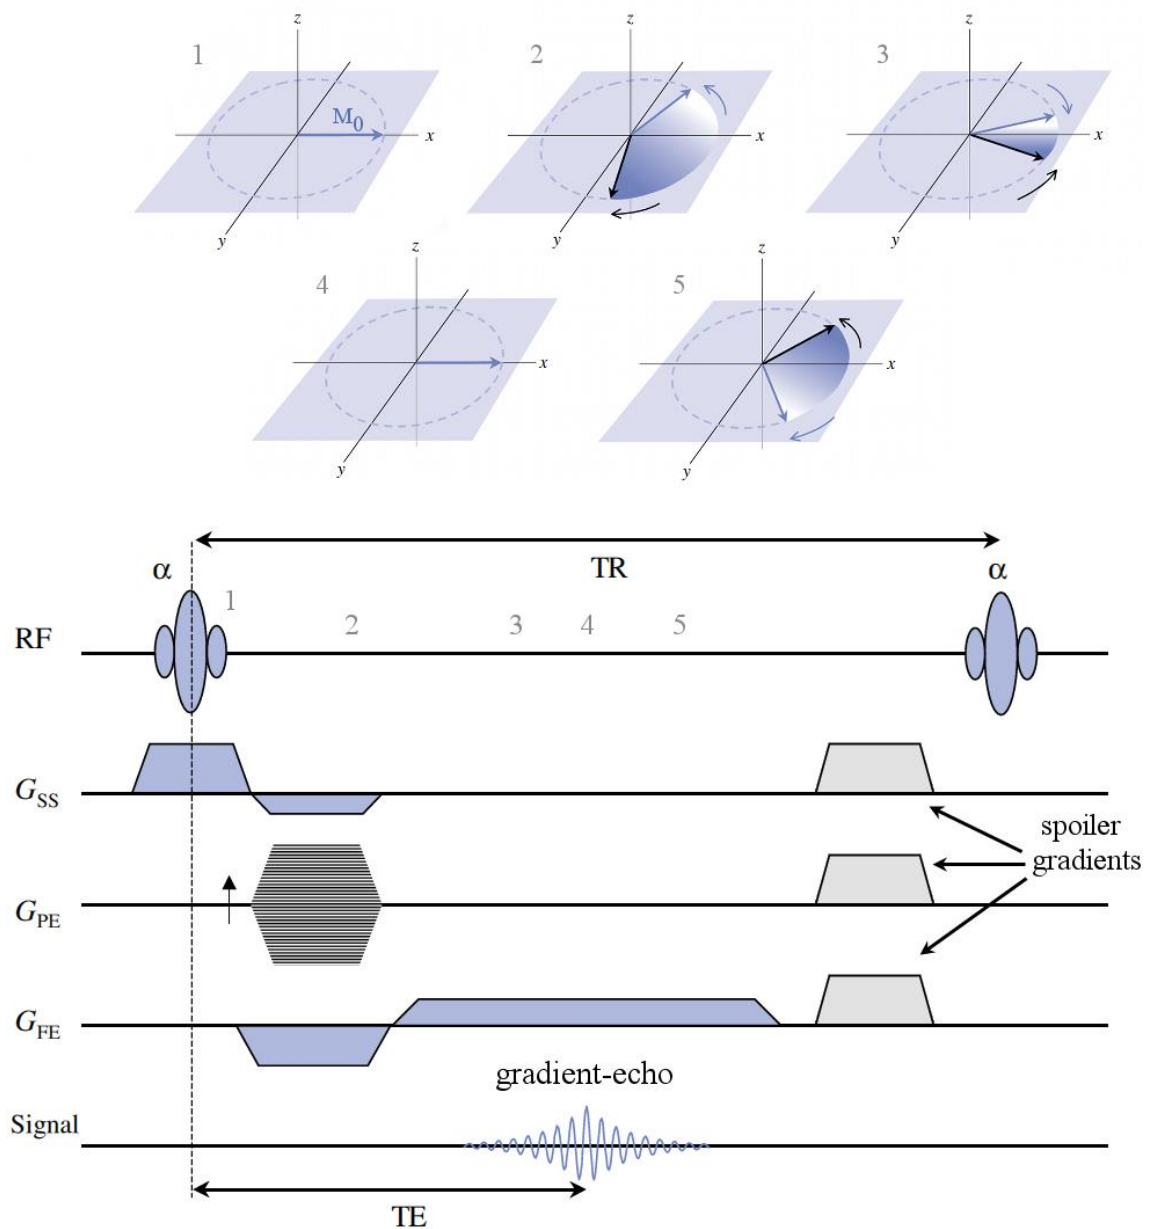 z
z
z
1
2
3
M0
x
x
x
y
y
y
z
z
4
5
x
x
y
y
TR
α
α
1
2
3
4
5
RF
GSS
spoiler
gradients
GPE
GFE
gradient-echo
Signal
TE